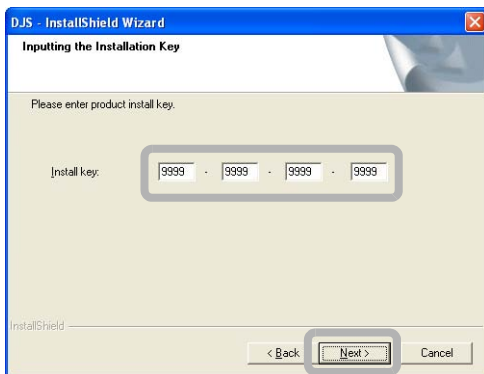 DJS - InstallShield Wizard
Inputting the Installation Key
Please enter product install key.
Install key: 9999 - 9999 - 9999 - 9999
InstallShield
< Back Next > Cancel